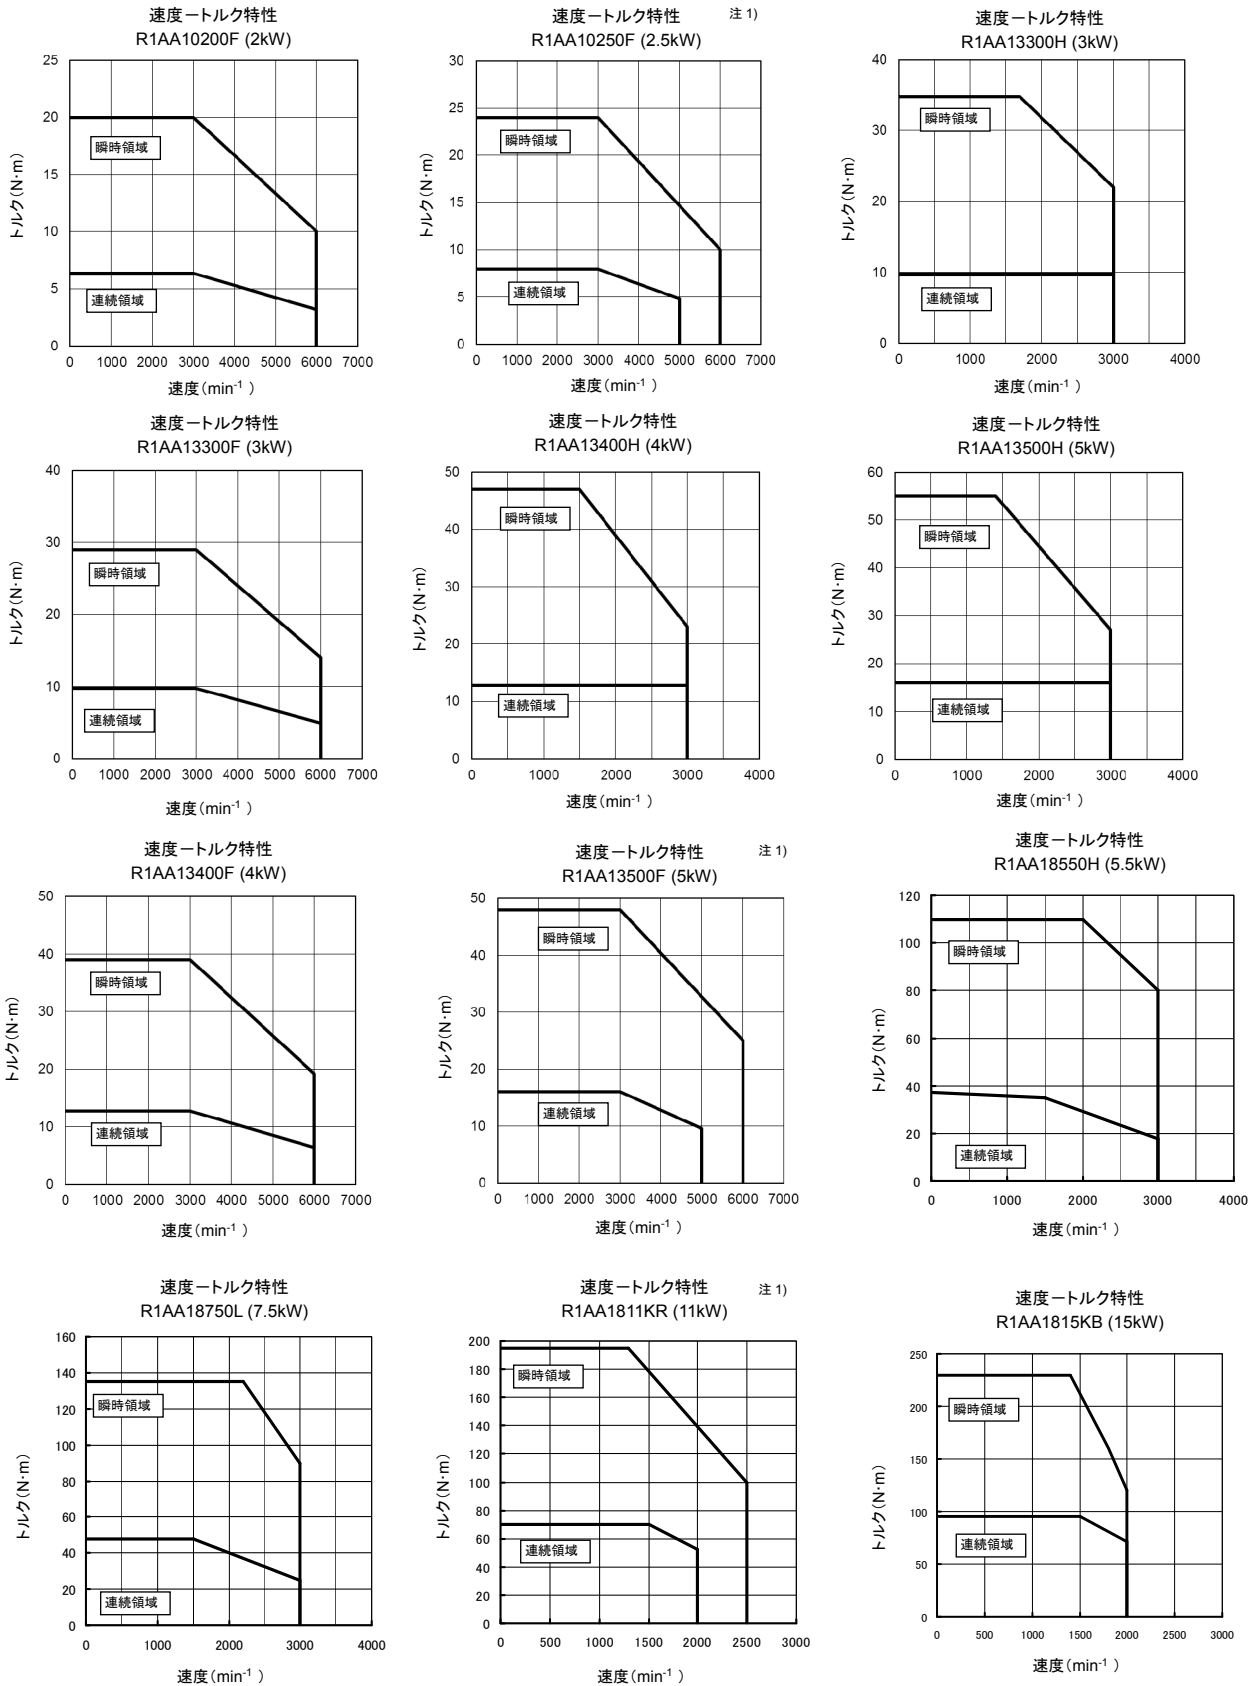 速度－トルク特性
R1AA10200F (2kW)
25
20
15
10
5
0
トルク(N·m)
瞬時領域
連続領域
0 1000 2000 3000 4000 5000 6000 7000
速度(min-1 )
速度－トルク特性 注 1)
R1AA10250F (2.5kW)
30
25
20
15
10
5
0
トルク(N·m)
瞬時領域
連続領域
0 1000 2000 3000 4000 5000 6000 7000
速度(min-1 )
速度－トルク特性
R1AA13300H (3kW)
40
30
20
10
0
トルク(N·m)
瞬時領域
連続領域
0 1000 2000 3000 4000
速度(min-1 )
速度－トルク特性
R1AA13300F (3kW)
40
30
20
10
0
トルク(N·m)
瞬時領域
連続領域
0 1000 2000 3000 4000 5000 6000 7000
速度(min-1 )
速度－トルク特性
R1AA13400H (4kW)
50
40
30
20
10
0
トルク(N·m)
瞬時領域
連続領域
0 1000 2000 3000 4000
速度(min-1 )
速度－トルク特性
R1AA13500H (5kW)
60
50
40
30
20
10
0
トルク(N·m)
瞬時領域
連続領域
0 1000 2000 3000 4000
速度(min-1 )
速度－トルク特性
R1AA13400F (4kW)
50
40
30
20
10
0
トルク(N·m)
瞬時領域
連続領域
0 1000 2000 3000 4000 5000 6000 7000
速度(min-1 )
速度－トルク特性 注 1)
R1AA13500F (5kW)
50
40
30
20
10
0
トルク(N·m)
瞬時領域
連続領域
0 1000 2000 3000 4000 5000 6000 7000
速度(min-1 )
速度－トルク特性
R1AA18550H (5.5kW)
120
100
80
60
40
20
0
トルク(N·m)
瞬時領域
連続領域
0 1000 2000 3000 4000
速度(min-1 )
速度－トルク特性
R1AA18750L (7.5kW)
160
140
120
100
80
60
40
20
0
トルク(N·m)
瞬時領域
連続領域
0 1000 2000 3000 4000
速度(min-1 )
速度－トルク特性 注 1)
R1AA1811KR (11kW)
200
180
160
140
120
100
80
60
40
20
0
トルク(N·m)
瞬時領域
連続領域
0 500 1000 1500 2000 2500 3000
速度(min-1 )
速度－トルク特性
R1AA1815KB (15kW)
250
200
150
100
50
0
トルク(N·m)
瞬時領域
連続領域
0 500 1000 1500 2000 2500 3000
速度(min-1 )